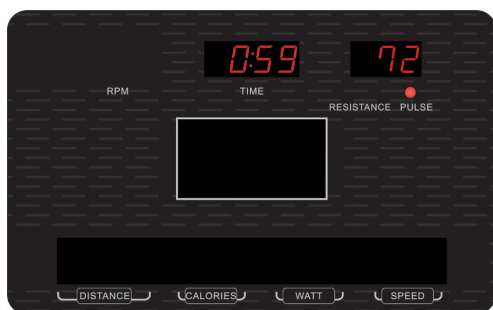 0:59 72
RPM TIME
RESISTANCE PULSE
DISTANCE CALORIES WATT SPEED